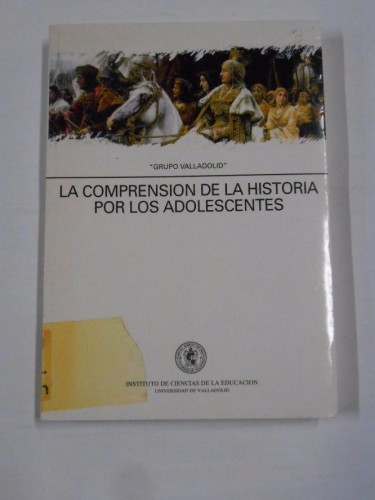 "GRUPO VALLADOLID"
LA COMPRENSION DE LA HISTORIA
POR LOS ADOLESCENTES
INSTITUTO DE CIENCIAS DE LA EDUCACION
UNIVERSIDAD DE VALLADOLID